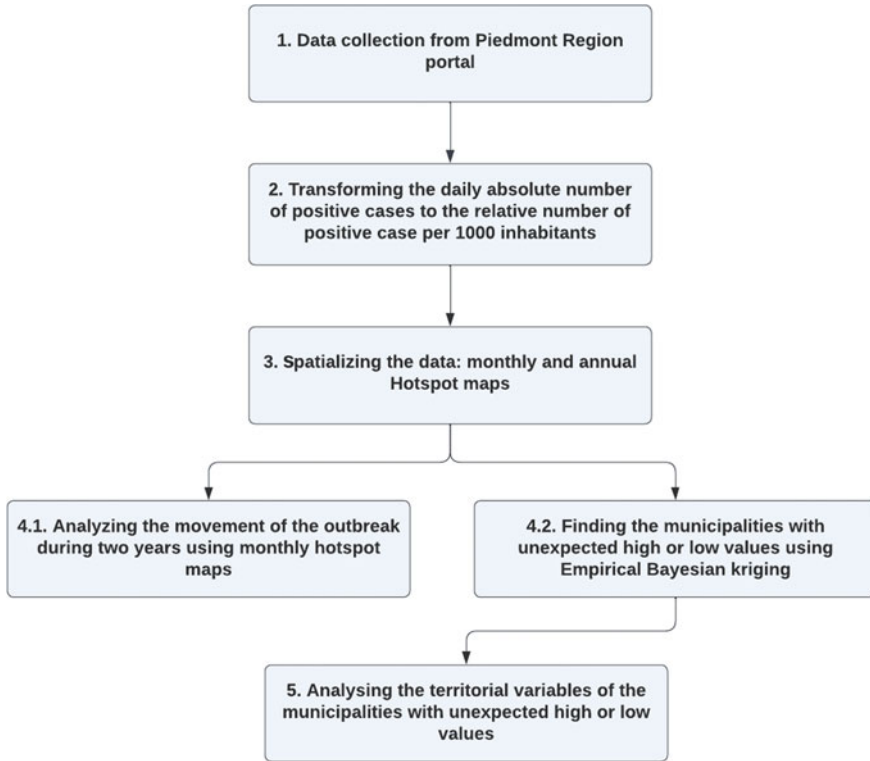 1. Data collection from Piedmont Region
portal
2. Transforming the daily absolute number
of positive cases to the relative number of
positive case per 1000 inhabitants
3. Spatializing the data: monthly and annual
Hotspot maps
4.1. Analyzing the movement of the outbreak
during two years using monthly hotspot
maps
4.2. Finding the municipalities with
unexpected high or low values using
Empirical Bayesian kriging
5. Analysing the territorial variables of the
municipalities with unexpected high or low
values